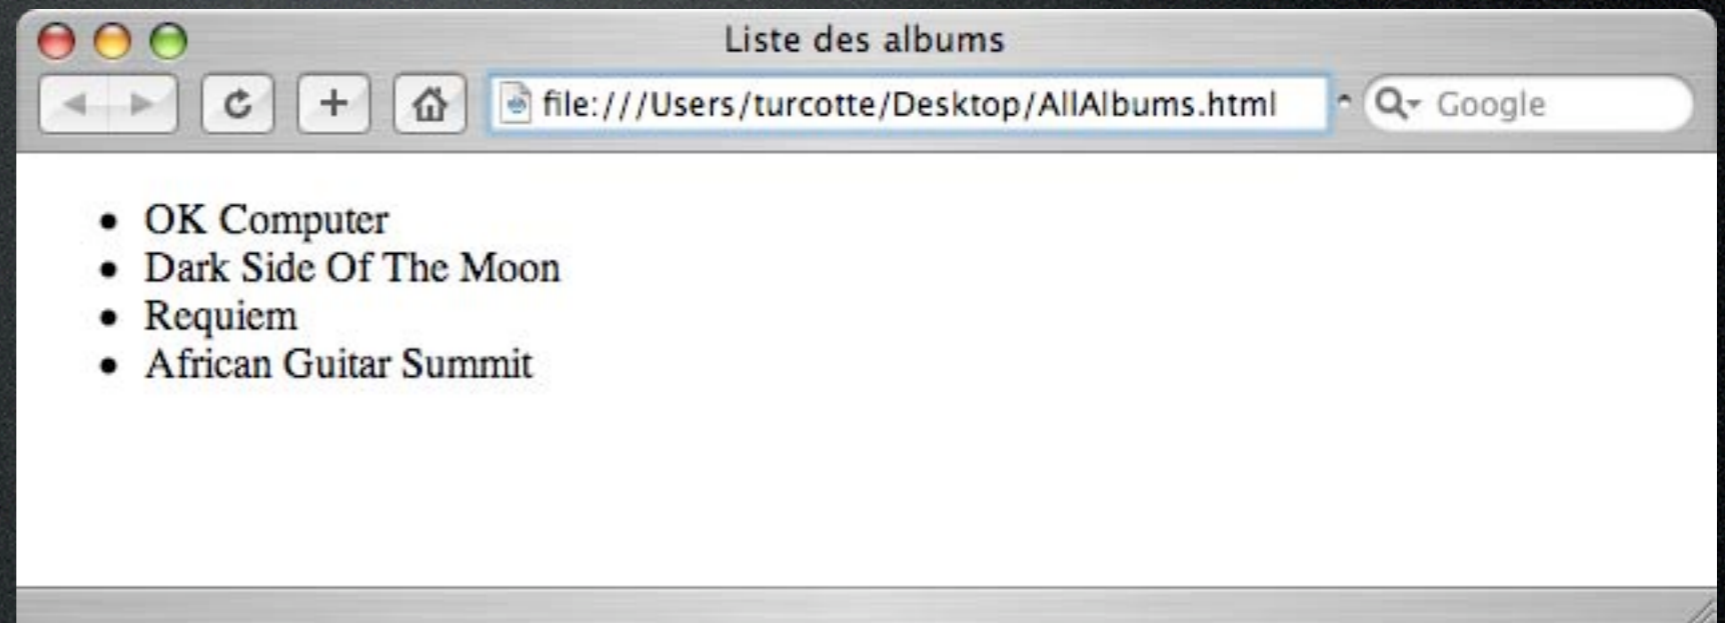 Liste des albums
file:///Users/turcotte/Desktop/AllAlbums.html
Google
• OK Computer
• Dark Side Of The Moon
• Requiem
• African Guitar Summit